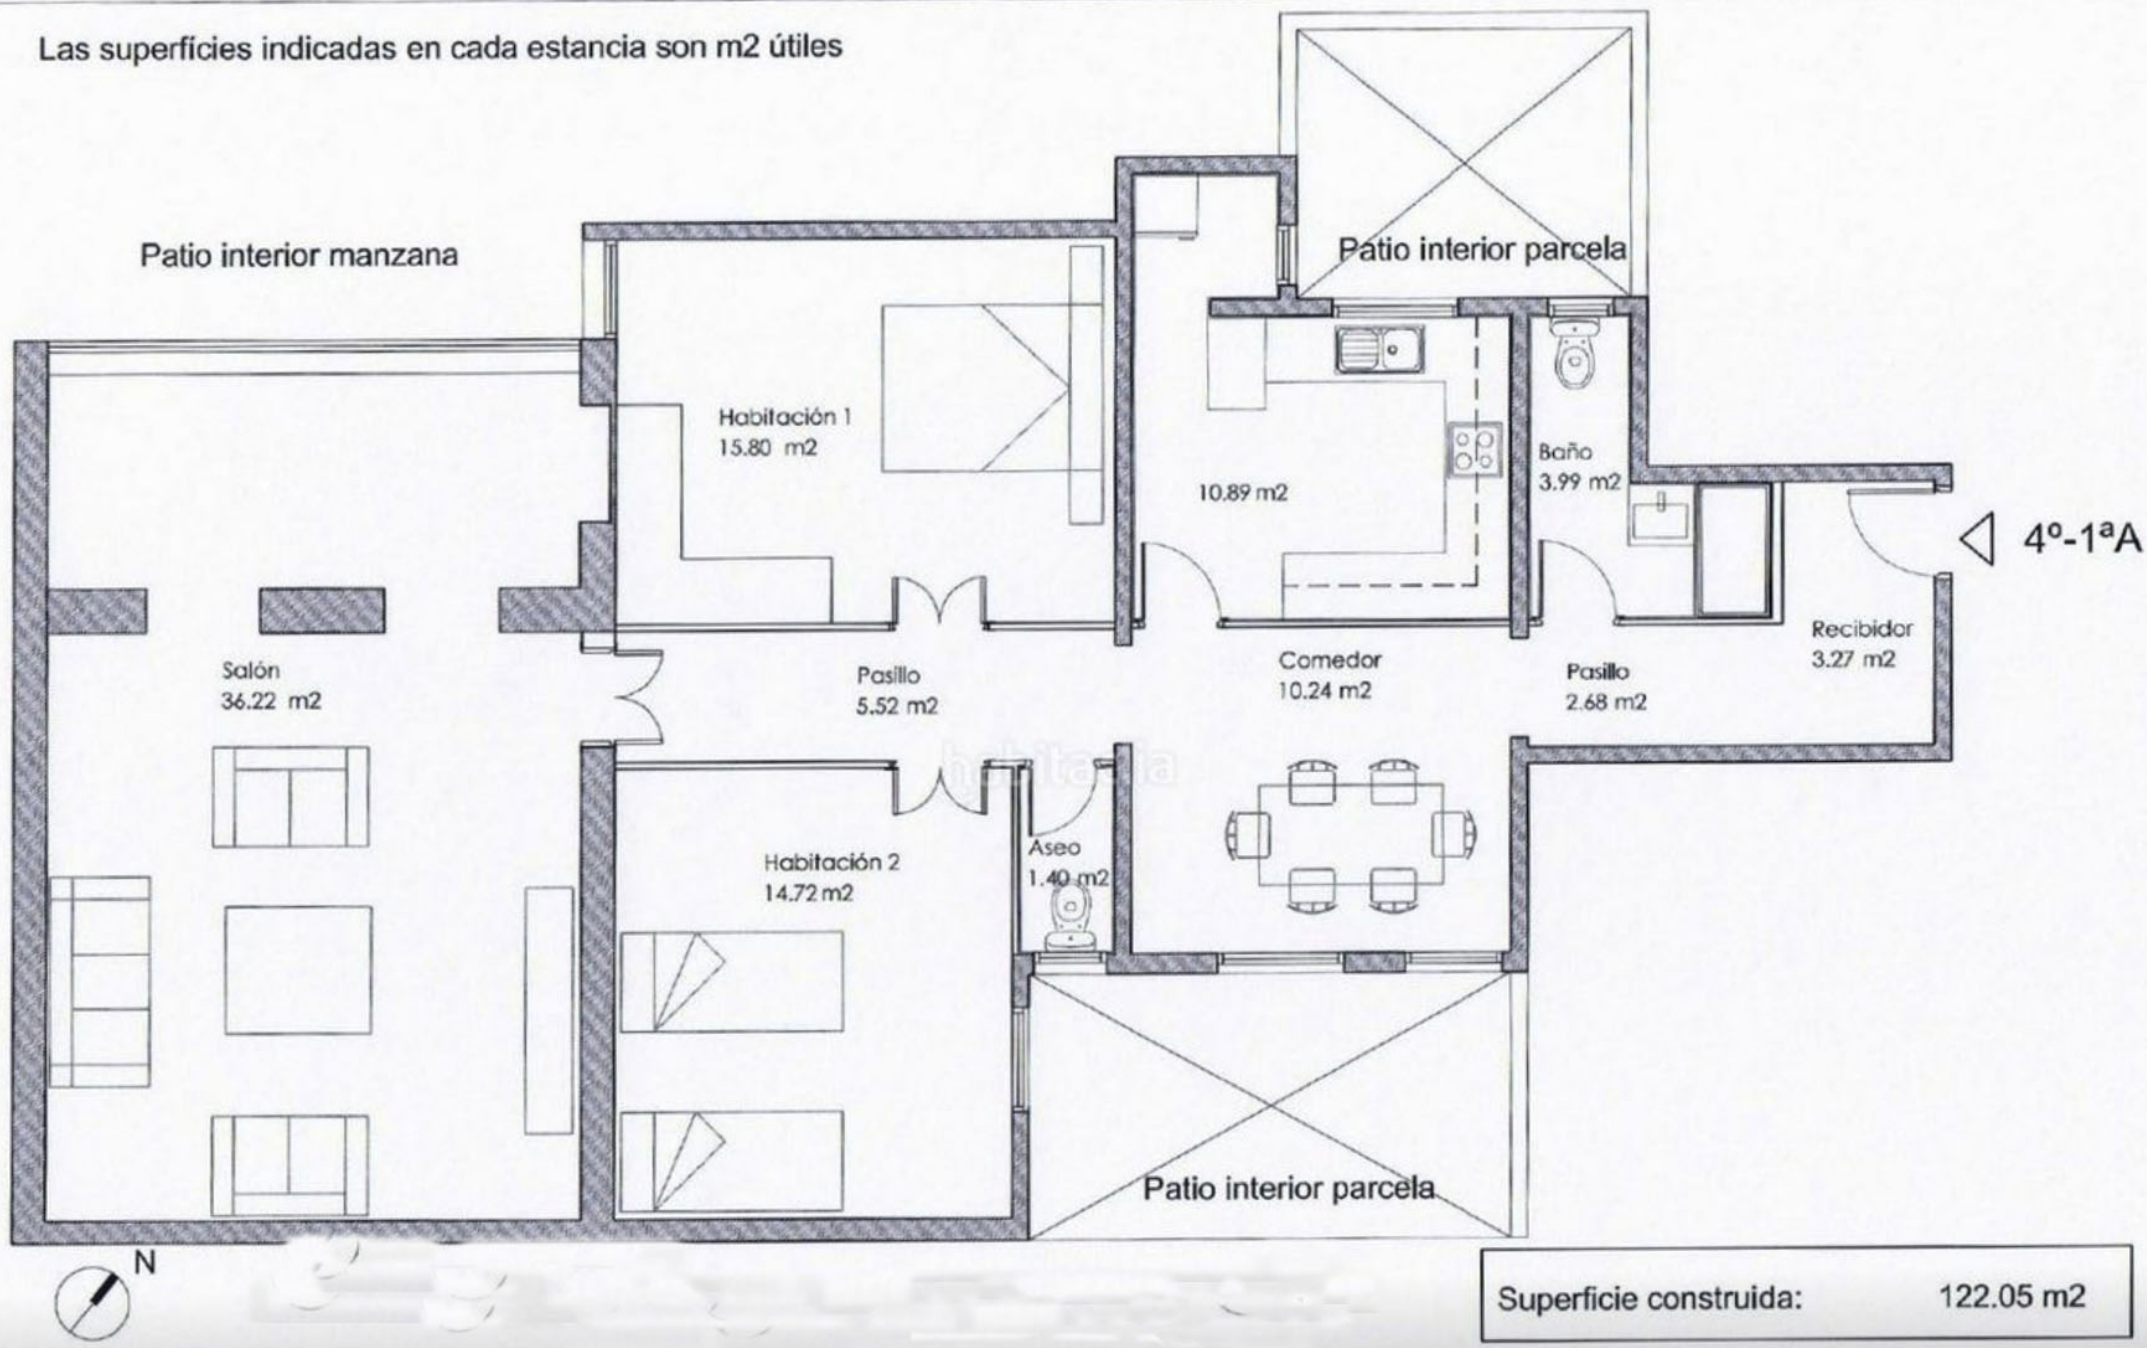 Las superfícies indicadas en cada estancia son m2 útiles
Patio interior manzana
Patio interior parcela
Habitación 1
15.80 m2
10.89 m2
Baño
3.99 m2
4º-1ªA
Recibidor
3.27 m2
Salón
36.22 m2
Pasillo
5.52 m2
Comedor
10.24 m2
Pasillo
2.68 m2
habitaclia
Habitación 2
14.72 m2
Aseo
1.40 m2
Patio interior parcela
N
Superficie construida: 122.05 m2